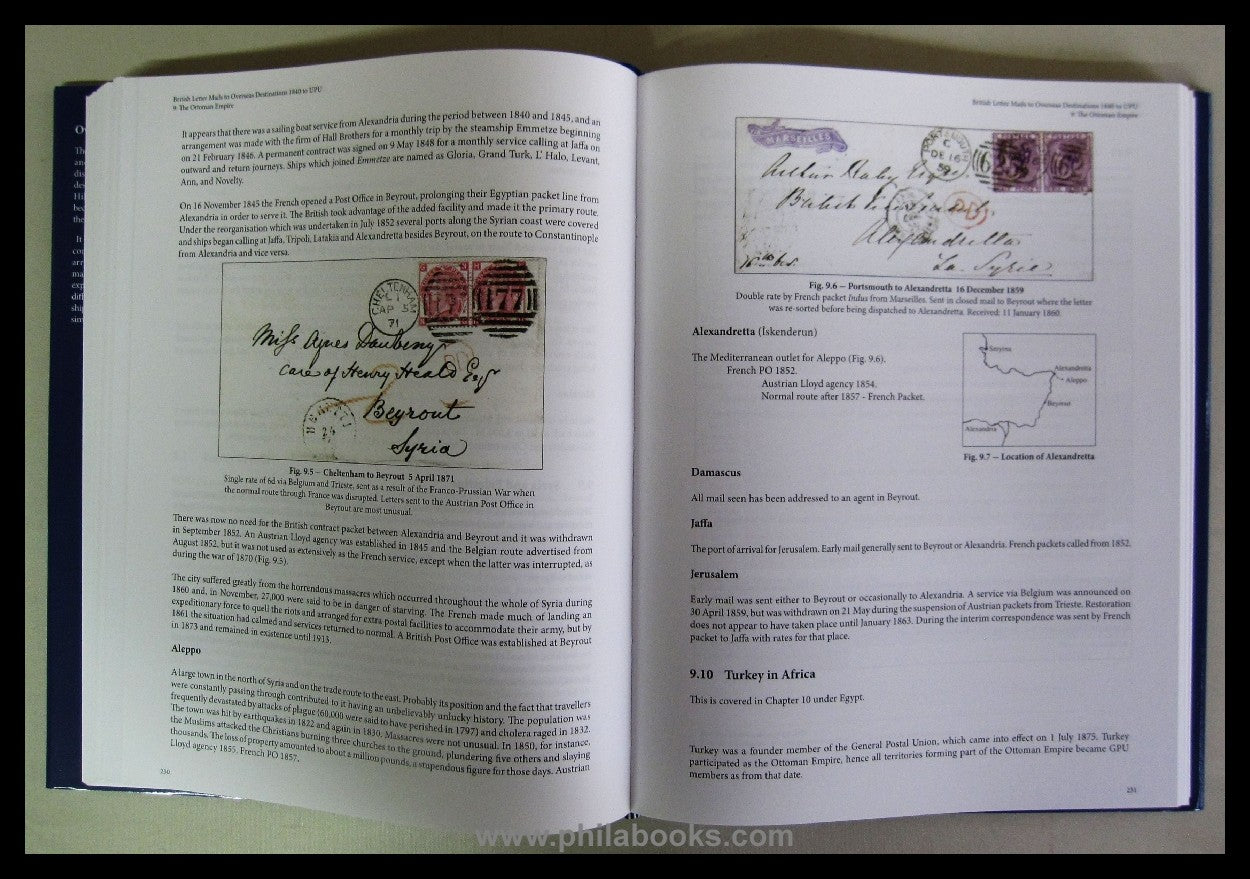 British Letter Mails to Overseas Destinations 1840 to UPU
9: The Ottoman Empire
It appears that there was a sailing boat service from Alexandria during the period between 1840 and 1845, and an
arrangement was made with the firm of Hall Brothers for a monthly trip by the steamship Emmetze beginning
on 21 February 1846. A permanent contract was signed on 9 May 1848 for a monthly service calling at Jaffa on
outward and return journeys. Ships which joined Emmetze are named as Gloria, Grand Turk, L' Halo, Levant,
Ann, and Novelty.
On 16 November 1845 the French opened a Post Office in Beyrout, prolonging their Egyptian packet line from
Alexandria in order to serve it. The British took advantage of the added facility and made it the primary route.
Under the reorganisation which was undertaken in July 1852 several ports along the Syrian coast were covered
and ships began calling at Jaffa, Tripoli, Latakia and Alexandretta besides Beyrout, on the route to Constantinople
from Alexandria and vice versa.
CHELTENHAM
AP 5
71
177
Miss Agnes Daubeny
care of Henry Heald Esqr
Beyrout
Syria
Fig. 9.5 – Cheltenham to Beyrout 5 April 1871
Single rate of 6d via Belgium and Trieste, sent as a result of the Franco-Prussian War when
the normal route through France was disrupted. Letters sent to the Austrian Post Office in
Beyrout are most unusual.
There was now no need for the British contract packet between Alexandria and Beyrout and it was withdrawn
in September 1852. An Austrian Lloyd agency was established in 1845 and the Belgian route advertised from
August 1852, but it was not used as extensively as the French service, except when the latter was interrupted, as
during the war of 1870 (Fig. 9.5).
The city suffered greatly from the horrendous massacres which occurred throughout the whole of Syria during
1860 and, in November, 27,000 were said to be in danger of starving. The French made much of landing an
expeditionary force to quell the riots and arranged for extra postal facilities to accommodate their army, but by
1861 the situation had calmed and services returned to normal. A British Post Office was established at Beyrout
in 1873 and remained in existence until 1913.
Aleppo
A large town in the north of Syria and on the trade route to the east. Probably its position and the fact that travellers
were constantly passing through contributed to it having an unbelievably unlucky history. The population was
frequently devastated by attacks of plague (60,000 were said to have perished in 1797) and cholera raged in 1832.
The town was hit by earthquakes in 1822 and again in 1830. Massacres were not unusual. In 1850, for instance,
the Muslims attacked the Christians burning three churches to the ground, plundering five others and slaying
thousands. The loss of property amounted to about a million pounds, a stupendous figure for those days. Austrian
Lloyd agency 1855. French PO 1857.
230
British Letter Mails to Overseas Destinations 1840 to UPU
9: The Ottoman Empire
MARSEILLES
PORTSMOUTH
DE 16
59
Arthur Raby Esq
British
Alexandretta
La Syrie
Fig. 9.6 – Portsmouth to Alexandretta 16 December 1859
Double rate by French packet Indus from Marseilles. Sent in closed mail to Beyrout where the letter
was re-sorted before being dispatched to Alexandretta. Received: 11 January 1860.
Alexandretta (Iskenderun)
The Mediterranean outlet for Aleppo (Fig. 9.6).
French PO 1852.
Austrian Lloyd agency 1854.
Normal route after 1857 - French Packet.
Smyrna
Alexandretta
Aleppo
Beyrout
Alexandria
Fig. 9.7 – Location of Alexandretta
Damascus
All mail seen has been addressed to an agent in Beyrout.
Jaffa
The port of arrival for Jerusalem. Early mail generally sent to Beyrout or Alexandria. French packets called from 1852.
Jerusalem
Early mail was sent either to Beyrout or occasionally to Alexandria. A service via Belgium was announced on
30 April 1859, but was withdrawn on 21 May during the suspension of Austrian packets from Trieste. Restoration
does not appear to have taken place until January 1863. During the interim correspondence was sent by French
packet to Jaffa with rates for that place.
9.10 Turkey in Africa
This is covered in Chapter 10 under Egypt.
Turkey was a founder member of the General Postal Union, which came into effect on 1 July 1875. Turkey
participated as the Ottoman Empire, hence all territories forming part of the Ottoman Empire became GPU
members as from that date.
231
www.philabooks.com